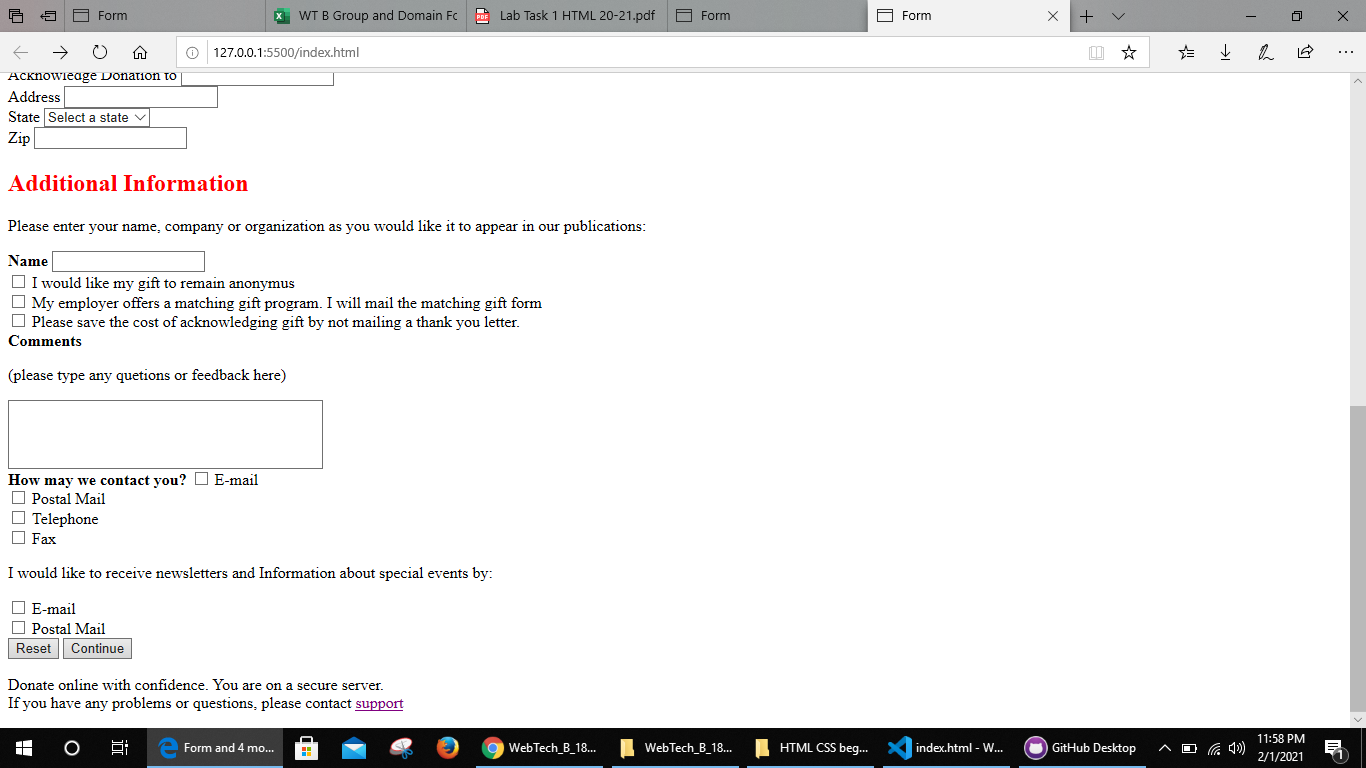 Form
WT B Group and Domain Fo
Lab Task 1 HTML 20-21.pdf
Form
Form
127.0.0.1:5500/index.html
Acknowledge Donation to
Address
State Select a state
Zip
Additional Information
Please enter your name, company or organization as you would like it to appear in our publications:
Name
I would like my gift to remain anonymus
My employer offers a matching gift program. I will mail the matching gift form
Please save the cost of acknowledging gift by not mailing a thank you letter.
Comments
(please type any quetions or feedback here)
How may we contact you? E-mail
Postal Mail
Telephone
Fax
I would like to receive newsletters and Information about special events by:
E-mail
Postal Mail
Reset Continue
Donate online with confidence. You are on a secure server.
If you have any problems or questions, please contact support
Form and 4 mo...
WebTech_B_18...
WebTech_B_18...
HTML CSS beg...
index.html - W...
GitHub Desktop
11:58 PM
2/1/2021
1